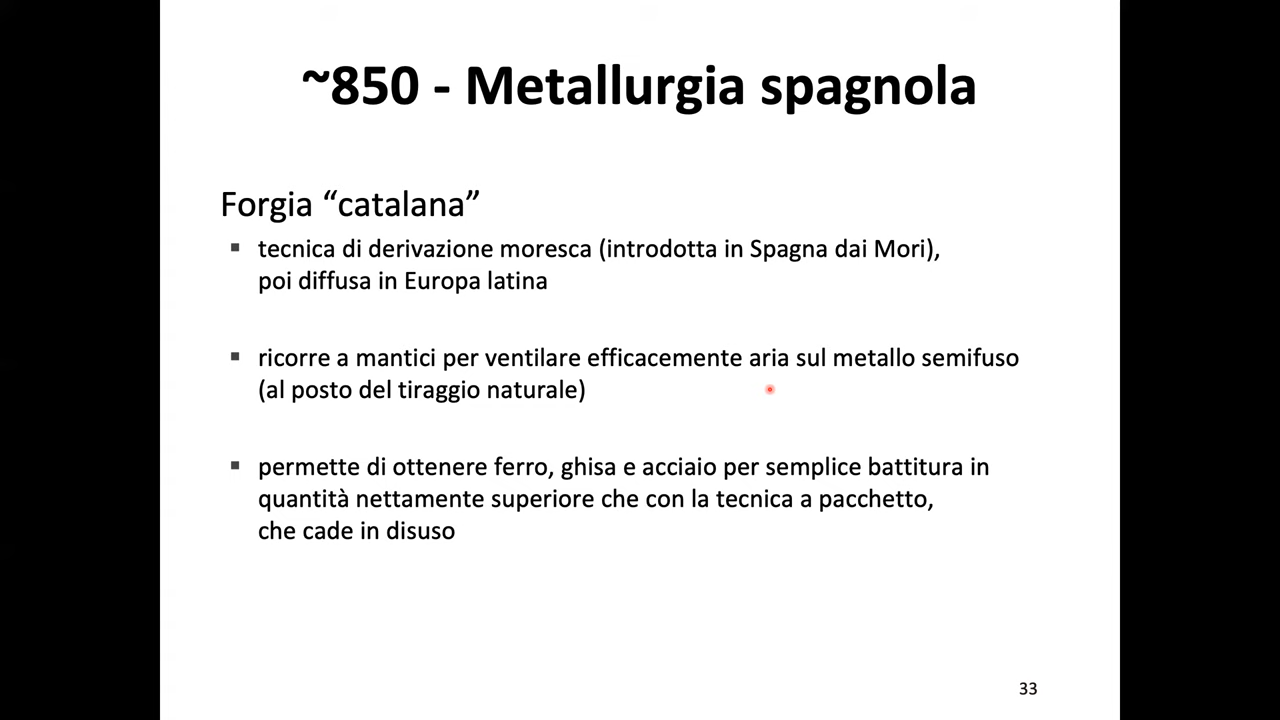 ~850 - Metallurgia spagnola
Forgia “catalana”
▪ tecnica di derivazione moresca (introdotta in Spagna dai Mori),
poi diffusa in Europa latina
▪ ricorre a mantici per ventilare efficacemente aria sul metallo semifuso
(al posto del tiraggio naturale)
▪ permette di ottenere ferro, ghisa e acciaio per semplice battitura in
quantità nettamente superiore che con la tecnica a pacchetto,
che cade in disuso
33